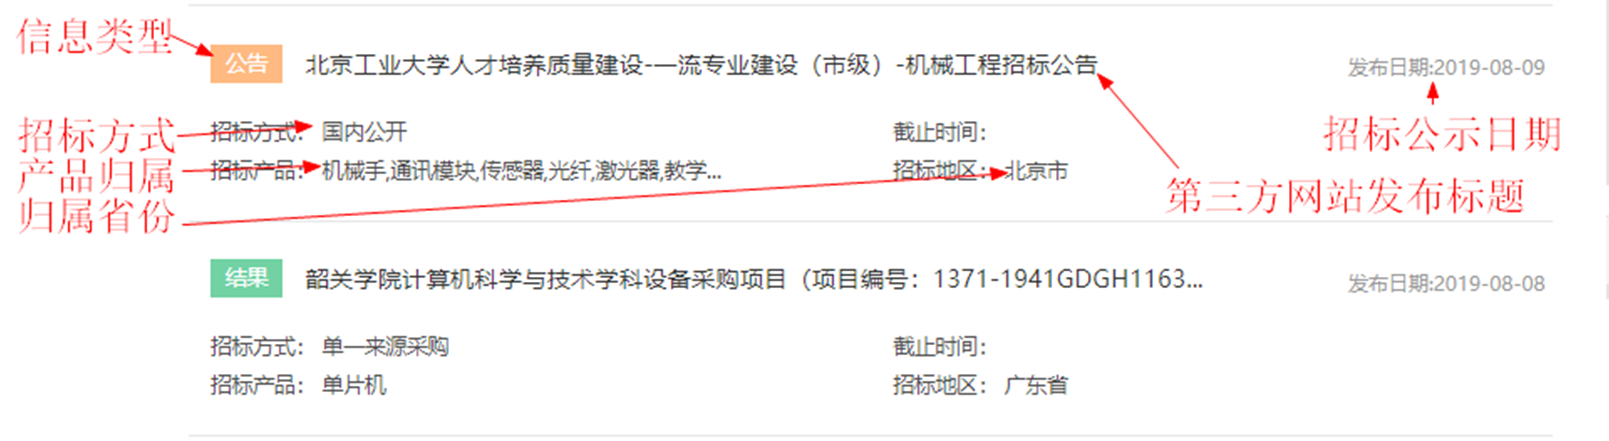 信息类型
公告 北京工业大学人才培养质量建设-一流专业建设（市级）-机械工程招标公告 发布日期:2019-08-09
招标公示日期
招标方式 招标方式： 国内公开 截止时间：
产品归属 招标产品： 机械手,通讯模块,传感器,光纤,激光器,教学... 招标地区： 北京市
归属省份 第三方网站发布标题
结果 韶关学院计算机科学与技术学科设备采购项目（项目编号：1371-1941GDGH1163... 发布日期:2019-08-08
招标方式： 单一来源采购 截止时间：
招标产品： 单片机 招标地区： 广东省